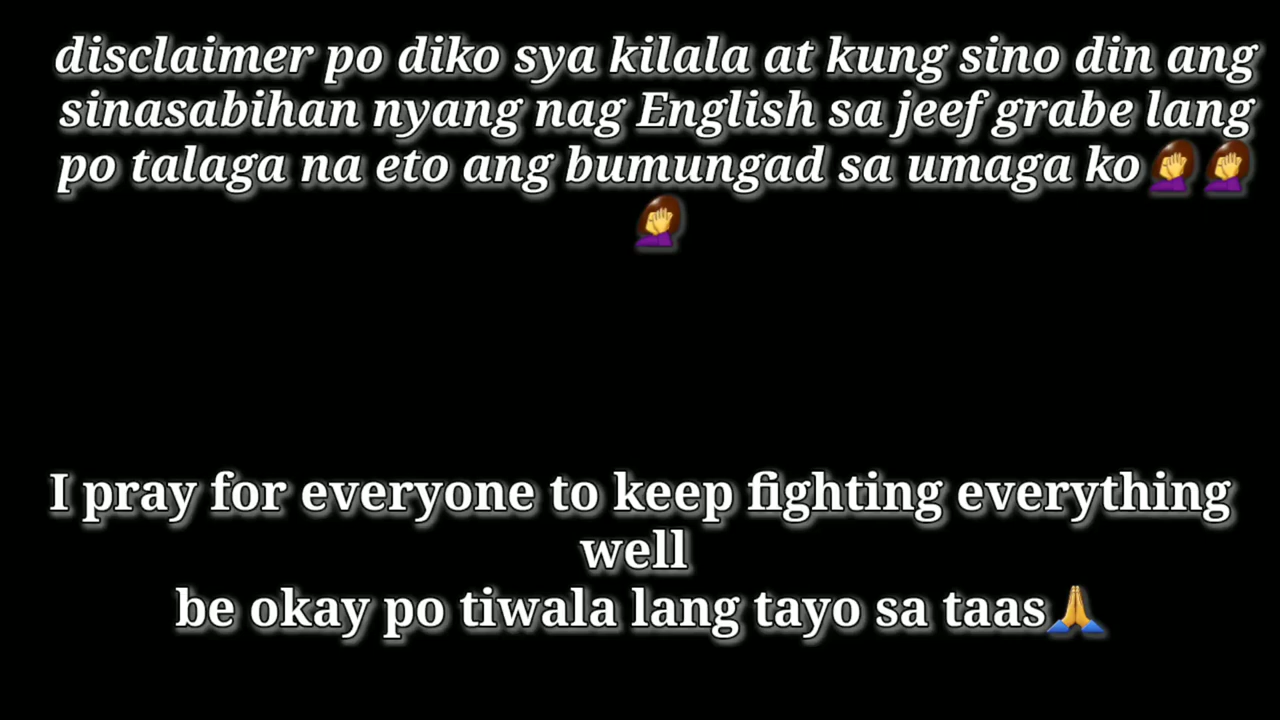 disclaimer po diko sya kilala at kung sino din ang
sinasabihan nyang nag English sa jeef grabe lang
po talaga na eto ang bumungad sa umaga ko🤦‍♀️🤦‍♀️
🤦‍♀️
I pray for everyone to keep fighting everything
well
be okay po tiwala lang tayo sa taas🙏